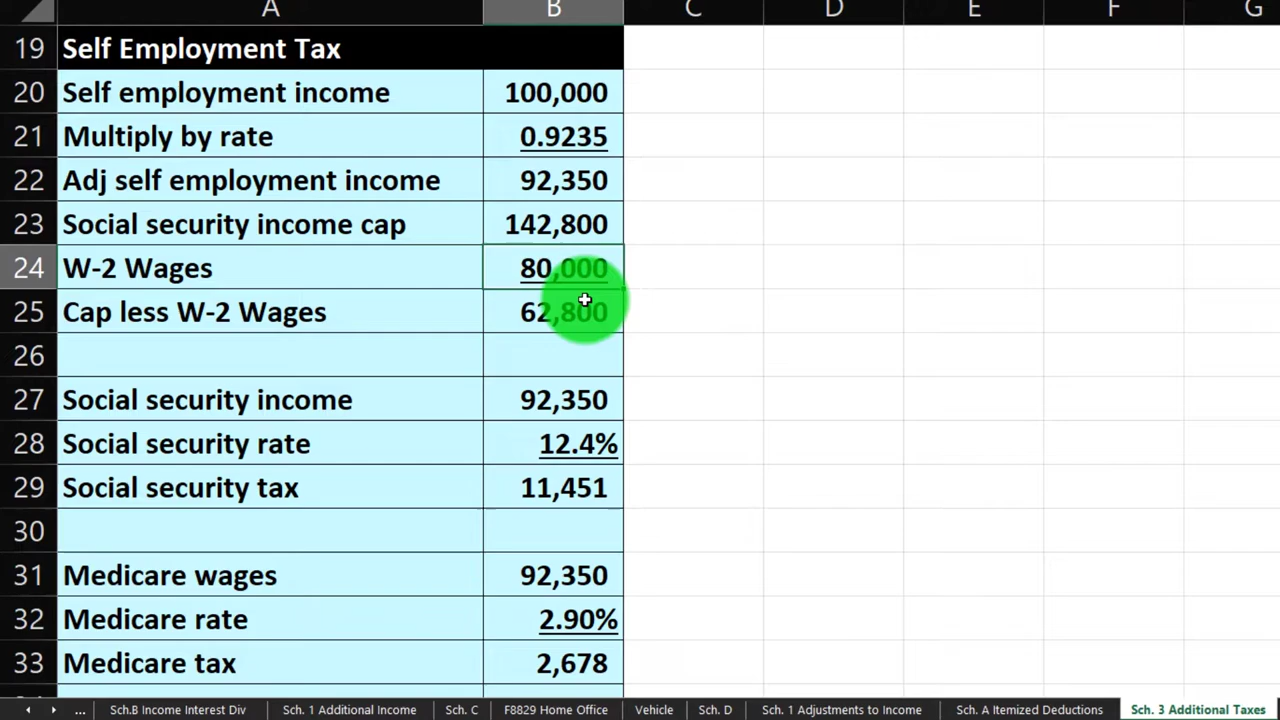 A B C D E F G
19 Self Employment Tax
20 Self employment income 100,000
21 Multiply by rate 0.9235
22 Adj self employment income 92,350
23 Social security income cap 142,800
24 W-2 Wages 80,000
25 Cap less W-2 Wages 62,800
26
27 Social security income 92,350
28 Social security rate 12.4%
29 Social security tax 11,451
30
31 Medicare wages 92,350
32 Medicare rate 2.90%
33 Medicare tax 2,678
... Sch.B Income Interest Div Sch. 1 Additional Income Sch. C F8829 Home Office Vehicle Sch. D Sch. 1 Adjustments to Income Sch. A Itemized Deductions Sch. 3 Additional Taxes